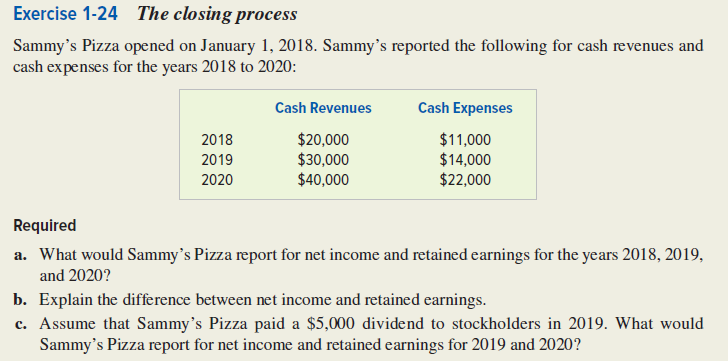 Exercise 1-24 The closing process
Sammy's Pizza opened on January 1, 2018. Sammy's reported the following for cash revenues and
cash expenses for the years 2018 to 2020:
Cash Revenues Cash Expenses
2018 $20,000 $11,000
2019 $30,000 $14,000
2020 $40,000 $22,000
Required
a. What would Sammy's Pizza report for net income and retained earnings for the years 2018, 2019,
and 2020?
b. Explain the difference between net income and retained earnings.
c. Assume that Sammy's Pizza paid a $5,000 dividend to stockholders in 2019. What would
Sammy's Pizza report for net income and retained earnings for 2019 and 2020?